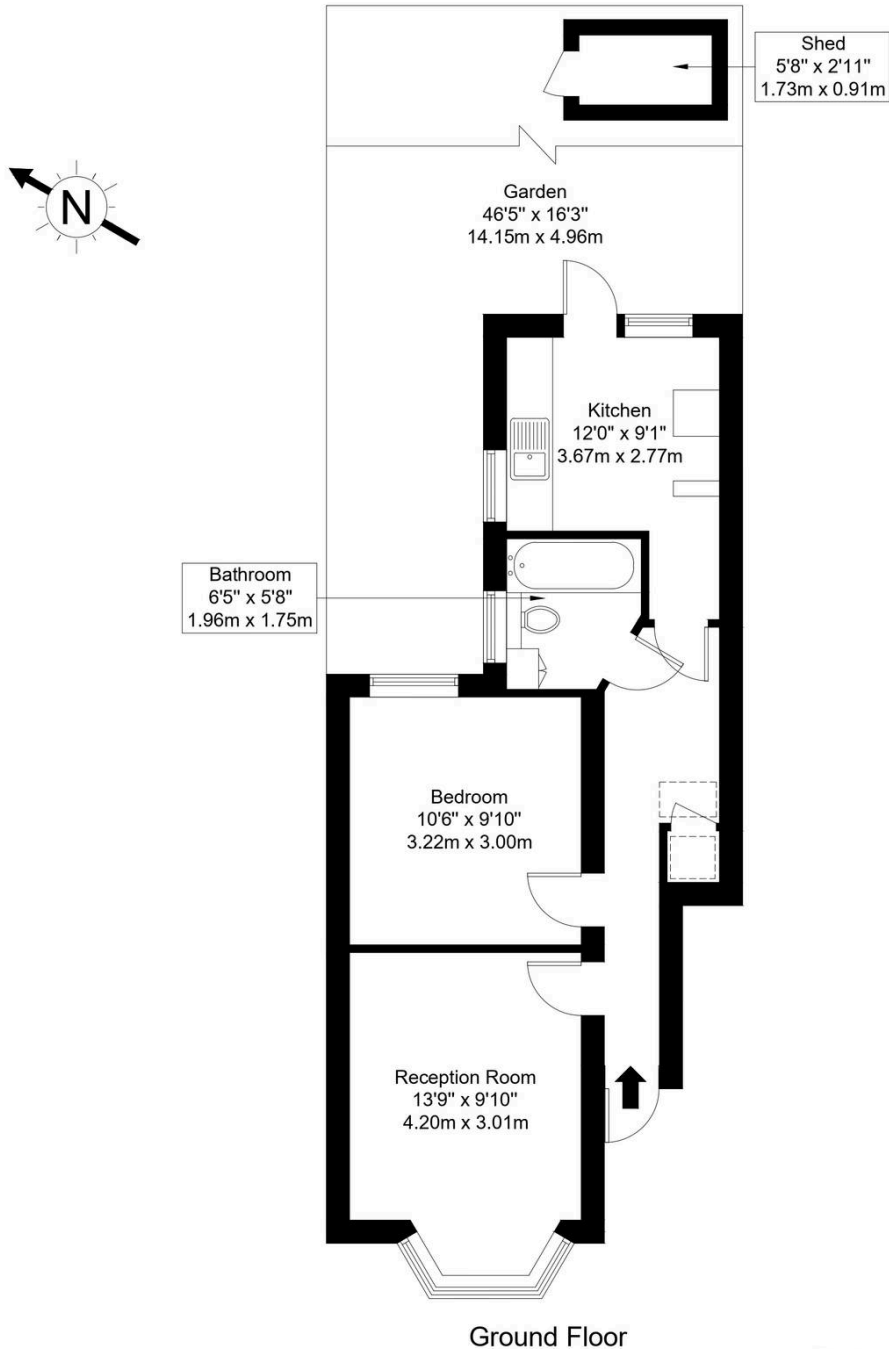 Shed
5'8" x 2'11"
1.73m x 0.91m
N
Garden
46'5" x 16'3"
14.15m x 4.96m
Kitchen
12'0" x 9'1"
3.67m x 2.77m
Bathroom
6'5" x 5'8"
1.96m x 1.75m
Bedroom
10'6" x 9'10"
3.22m x 3.00m
Reception Room
13'9" x 9'10"
4.20m x 3.01m
Ground Floor